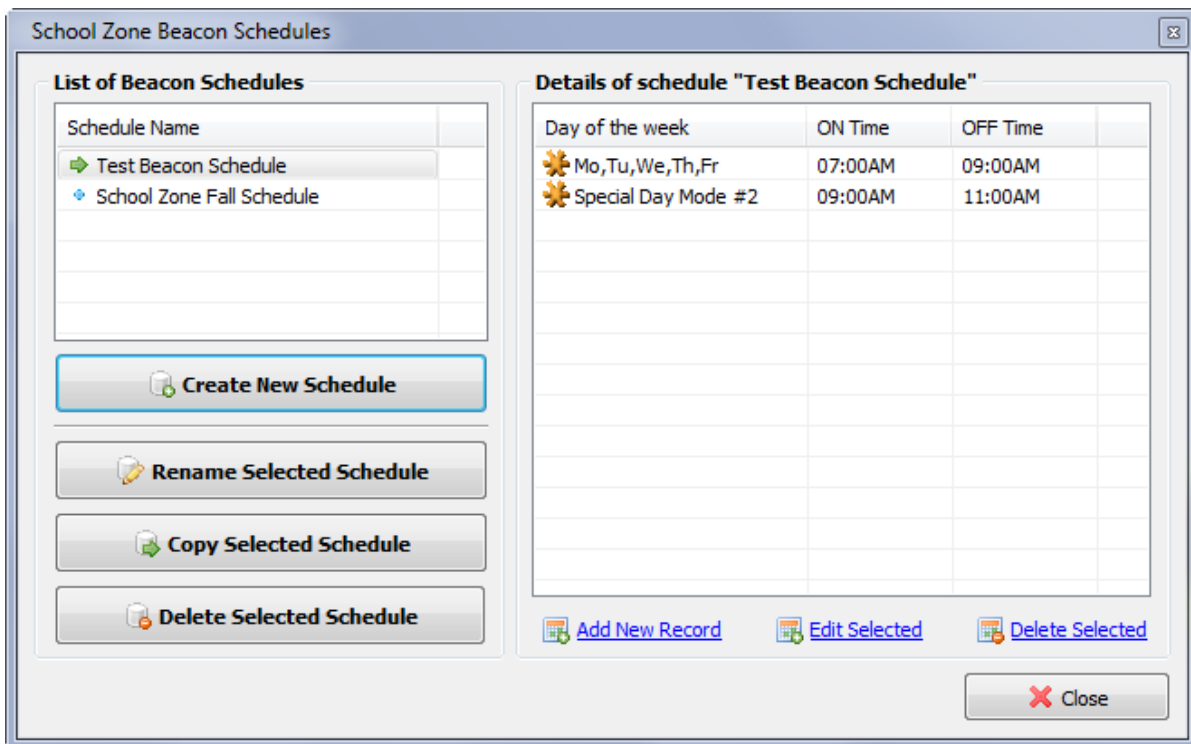 School Zone Beacon Schedules
List of Beacon Schedules
Schedule Name
Test Beacon Schedule
School Zone Fall Schedule
Create New Schedule
Rename Selected Schedule
Copy Selected Schedule
Delete Selected Schedule
Details of schedule "Test Beacon Schedule"
Day of the week ON Time OFF Time
Mo,Tu,We,Th,Fr 07:00AM 09:00AM
Special Day Mode #2 09:00AM 11:00AM
Add New Record Edit Selected Delete Selected
Close